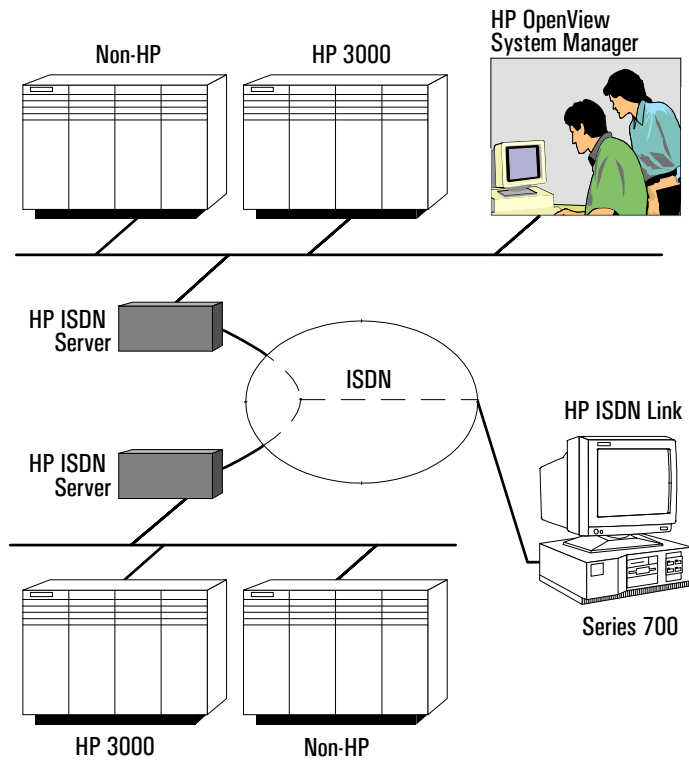 HP OpenView
System Manager
Non-HP
HP 3000
HP ISDN
Server
ISDN
HP ISDN Link
HP ISDN
Server
Series 700
HP 3000
Non-HP